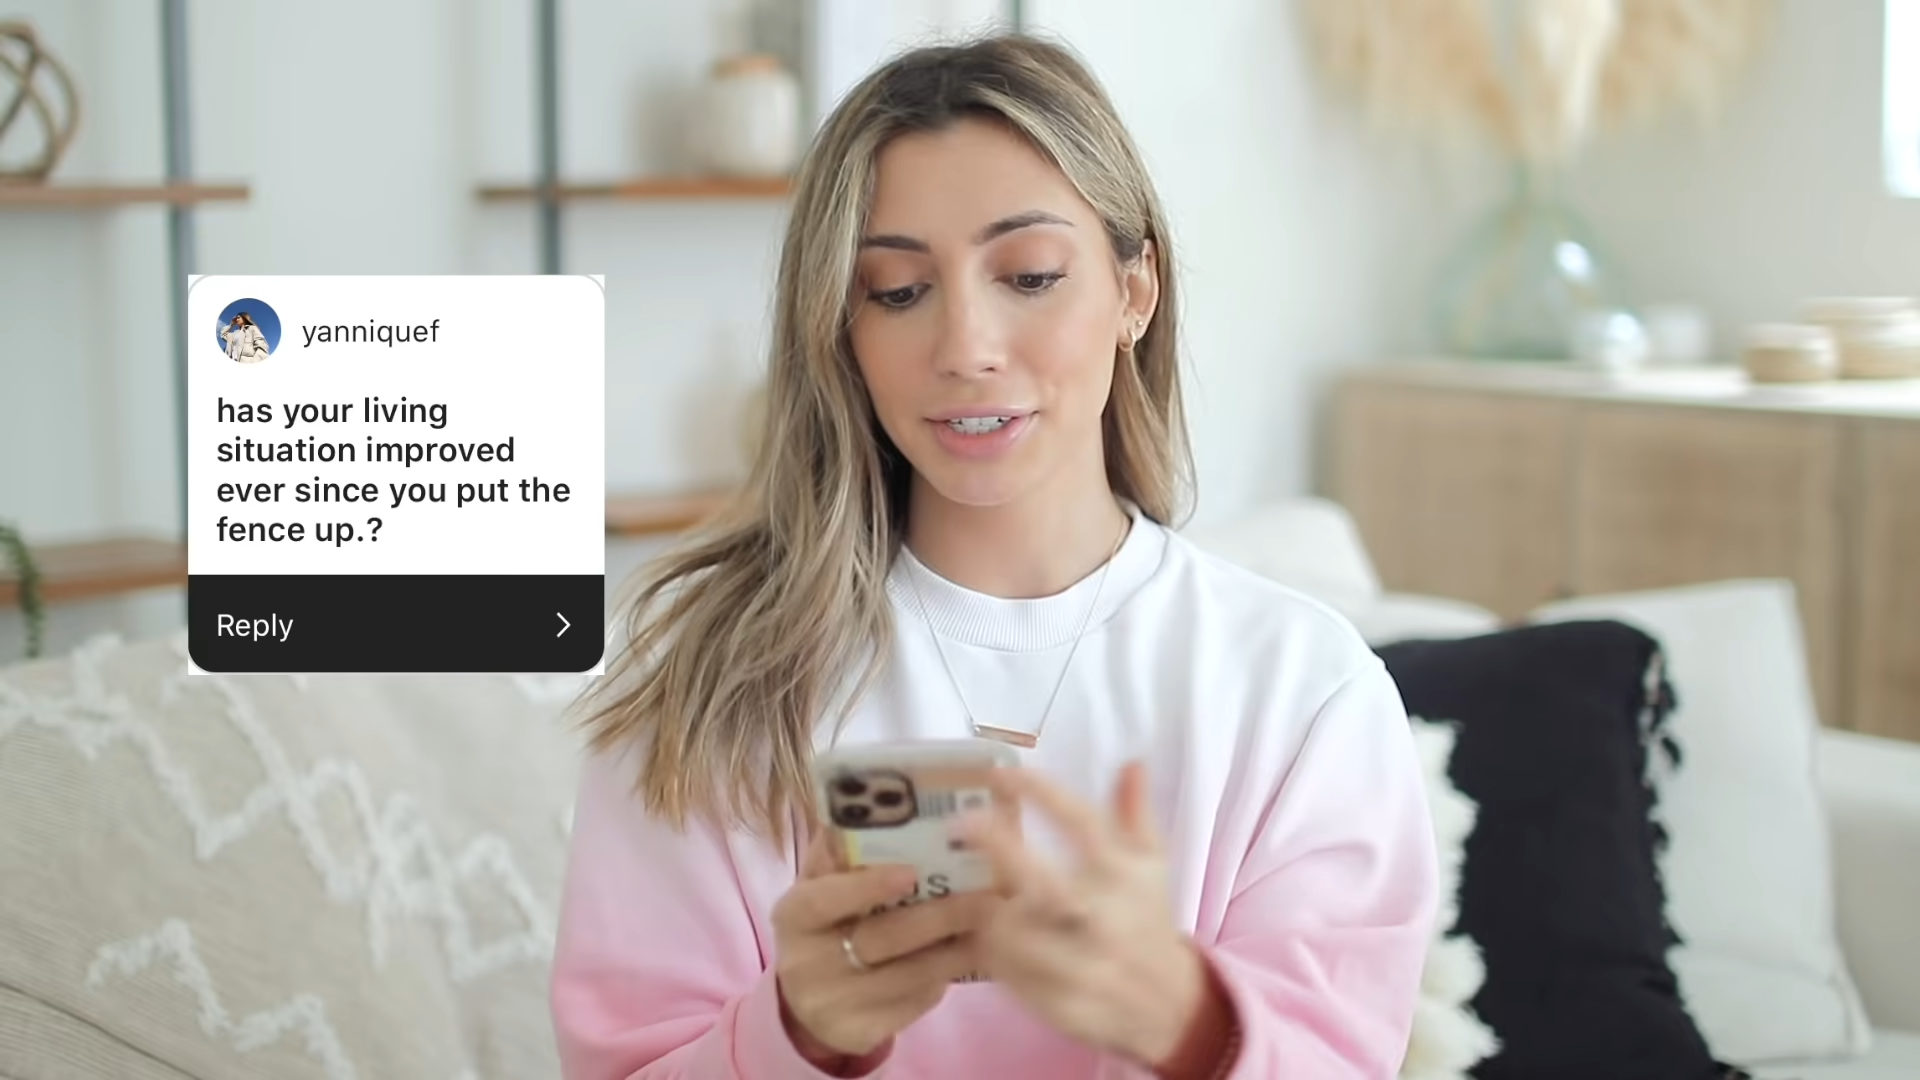 yanniquef
has your living
situation improved
ever since you put the
fence up.?
Reply